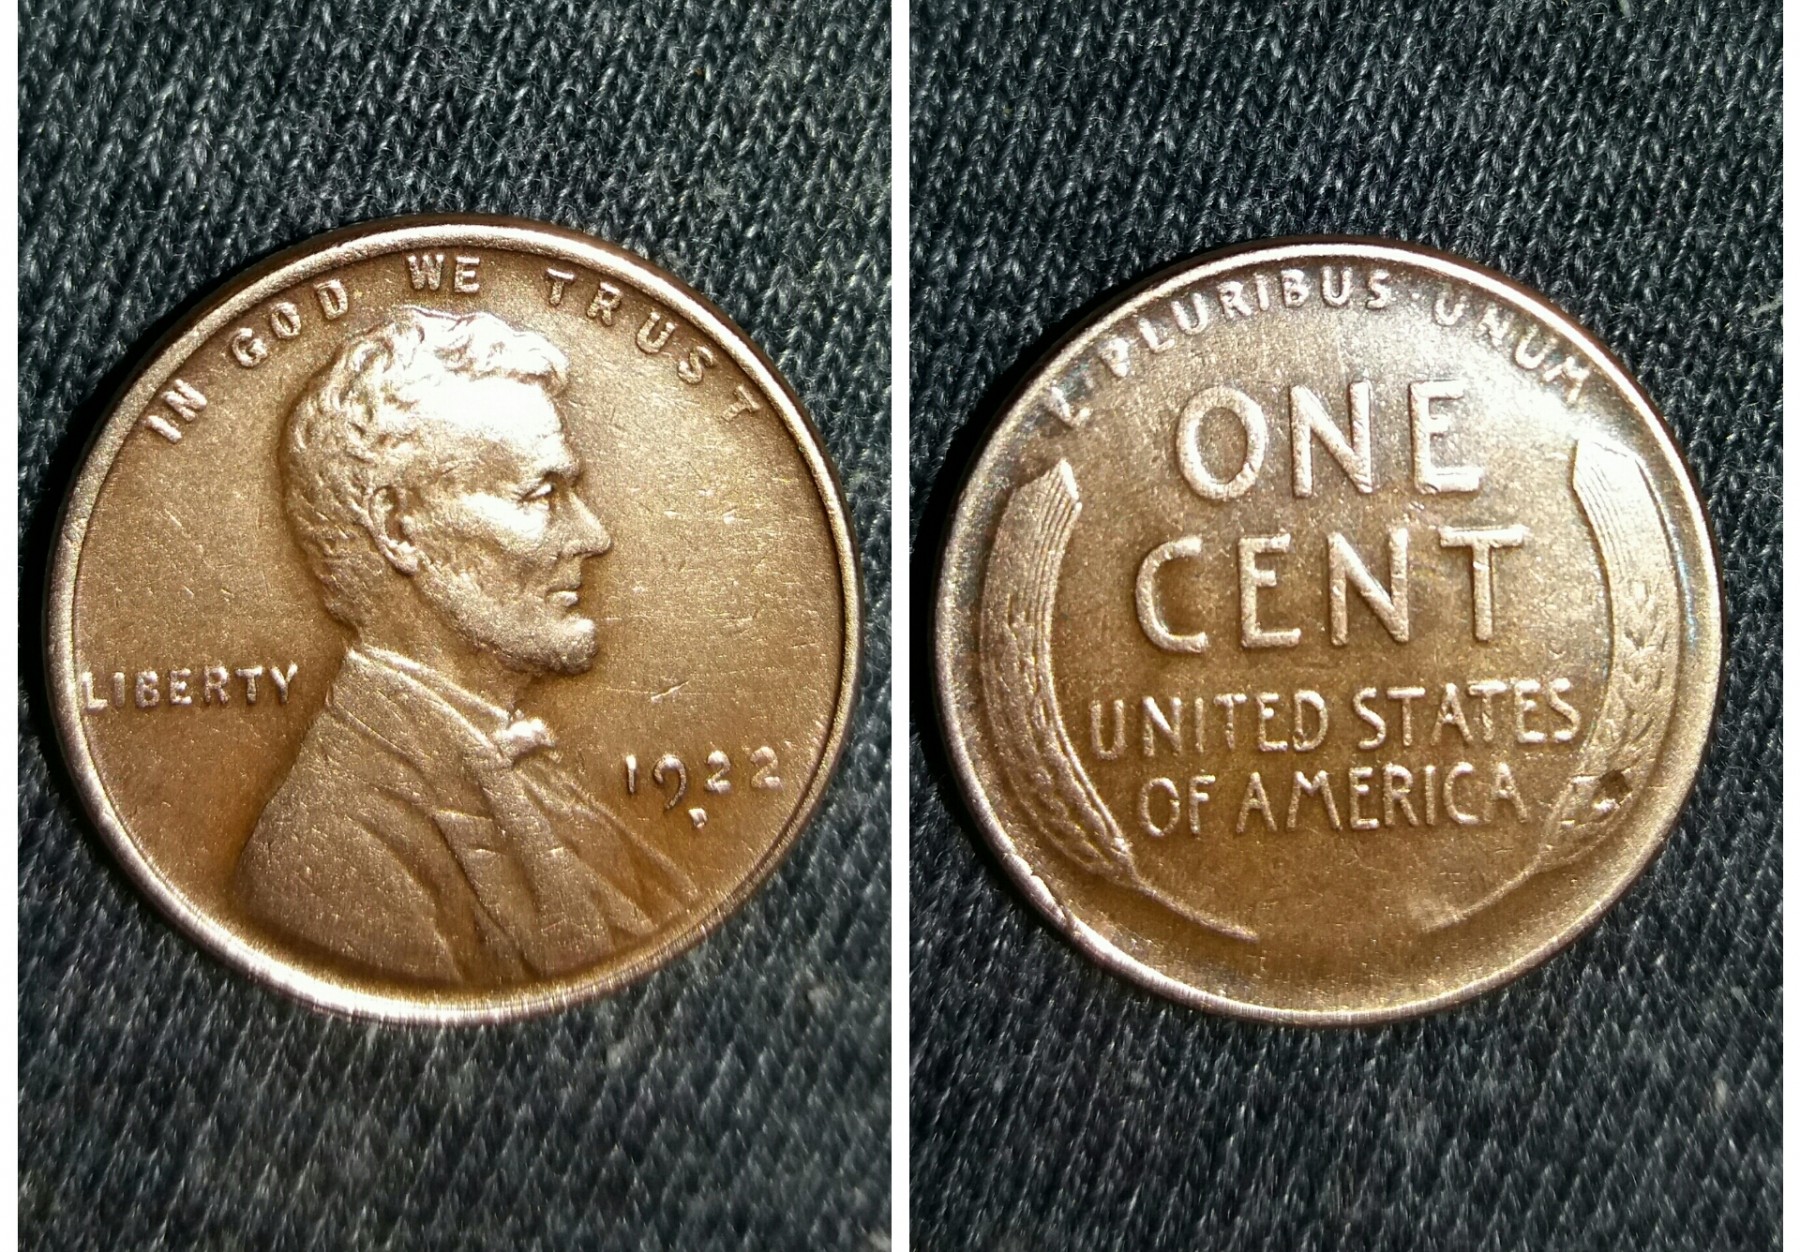 IN GOD WE TRUST
LIBERTY
1922
D
E·PLURIBUS·UNUM
ONE
CENT
UNITED STATES
OF AMERICA